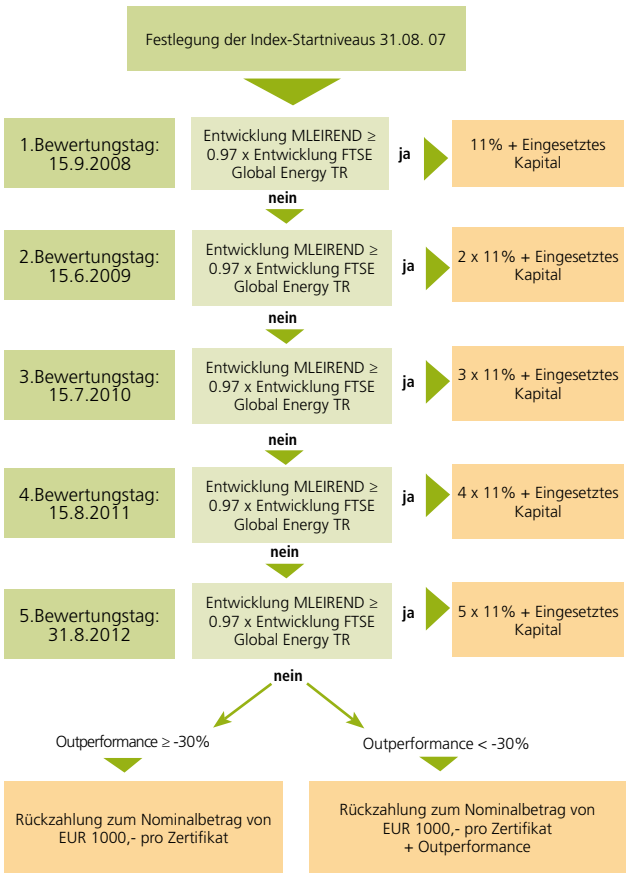 Festlegung der Index-Startniveaus 31.08. 07
1.Bewertungstag:
15.9.2008
Entwicklung MLEIREND ≥
0.97 x Entwicklung FTSE
Global Energy TR
ja
11% + Eingesetztes
Kapital
nein
2.Bewertungstag:
15.6.2009
Entwicklung MLEIREND ≥
0.97 x Entwicklung FTSE
Global Energy TR
ja
2 x 11% + Eingesetztes
Kapital
nein
3.Bewertungstag:
15.7.2010
Entwicklung MLEIREND ≥
0.97 x Entwicklung FTSE
Global Energy TR
ja
3 x 11% + Eingesetztes
Kapital
nein
4.Bewertungstag:
15.8.2011
Entwicklung MLEIREND ≥
0.97 x Entwicklung FTSE
Global Energy TR
ja
4 x 11% + Eingesetztes
Kapital
nein
5.Bewertungstag:
31.8.2012
Entwicklung MLEIREND ≥
0.97 x Entwicklung FTSE
Global Energy TR
ja
5 x 11% + Eingesetztes
Kapital
nein
Outperformance ≥ -30%
Outperformance < -30%
Rückzahlung zum Nominalbetrag von
EUR 1000,- pro Zertifikat
Rückzahlung zum Nominalbetrag von
EUR 1000,- pro Zertifikat
+ Outperformance